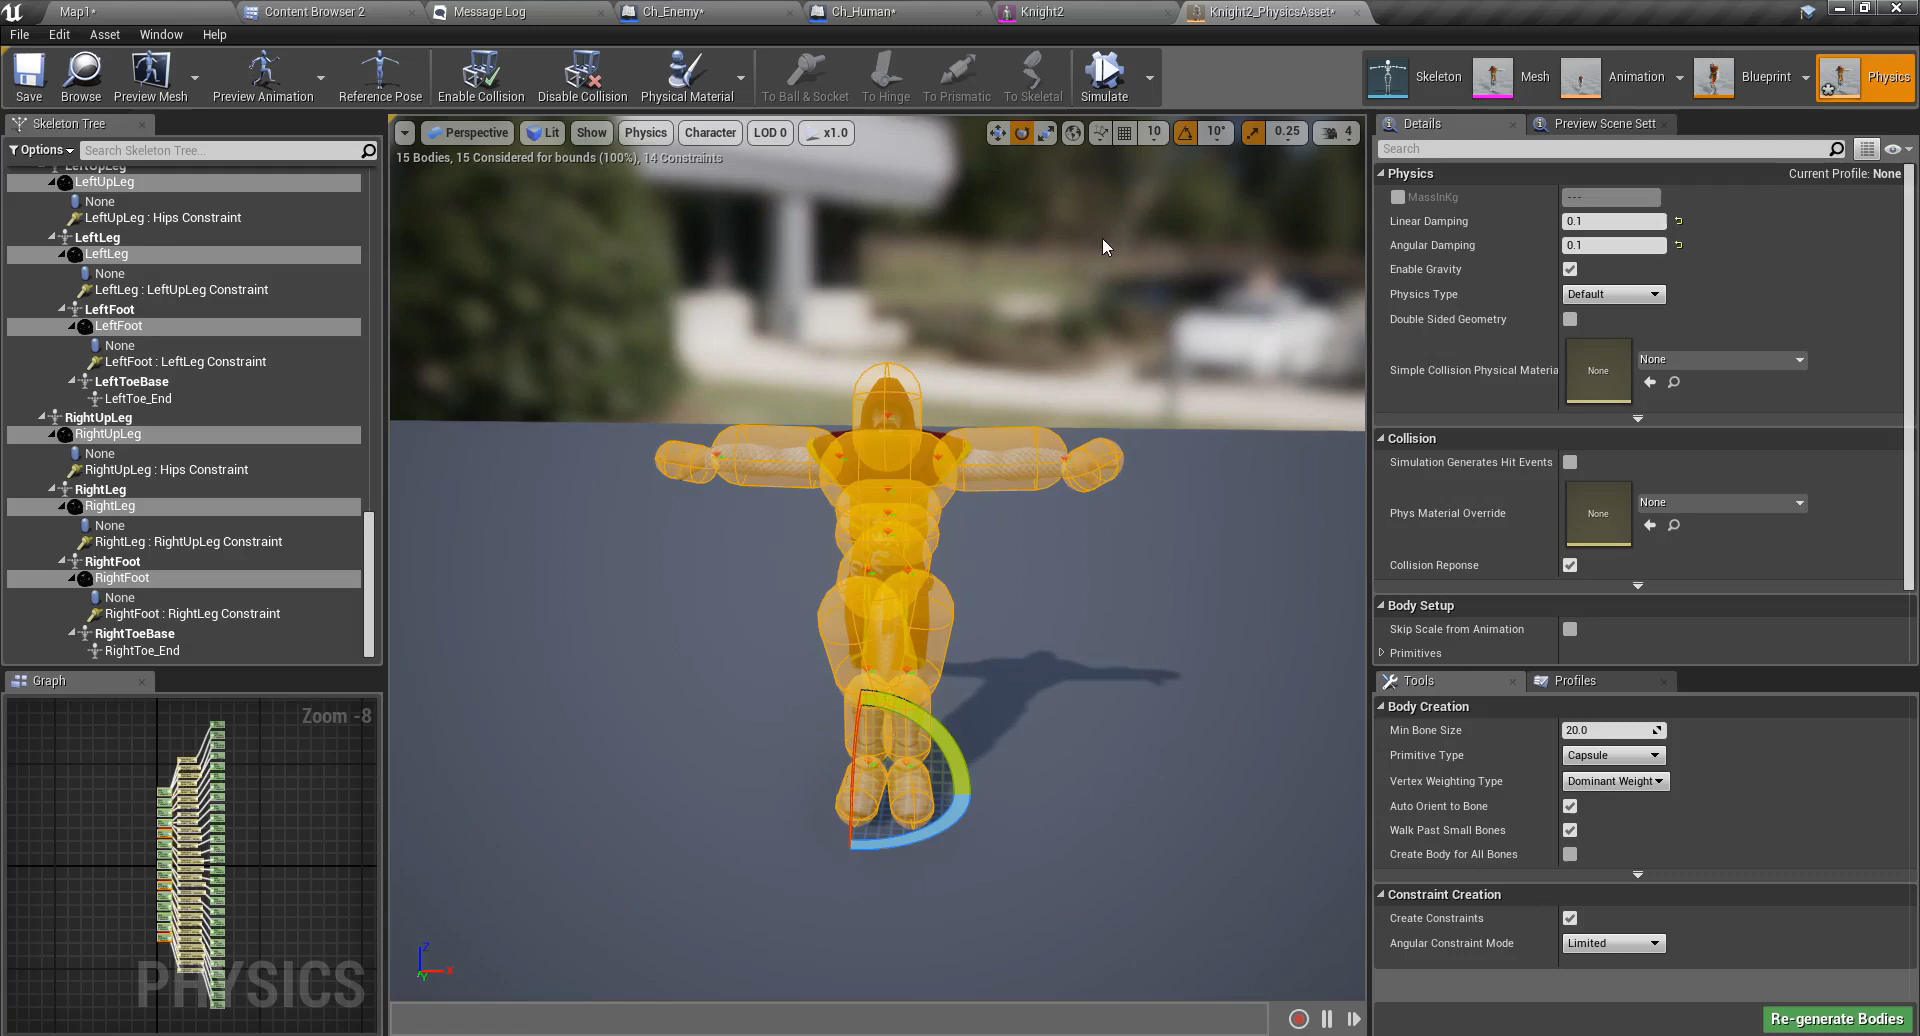 Map1*
Content Browser 2
Message Log
Ch_Enemy*
Ch_Human*
Knight2
Knight2_PhysicsAsset*
File Edit Asset Window Help
Save
Browse
Preview Mesh
Preview Animation
Reference Pose
Enable Collision
Disable Collision
Physical Material
To Ball & Socket
To Hinge
To Prismatic
To Skeletal
Simulate
Skeleton
Mesh
Animation
Blueprint
Physics
Skeleton Tree
Options
Search Skeleton Tree...
LeftUpLeg
LeftUpLeg
None
LeftUpLeg : Hips Constraint
LeftLeg
LeftLeg
None
LeftLeg : LeftUpLeg Constraint
LeftFoot
LeftFoot
None
LeftFoot : LeftLeg Constraint
LeftToeBase
LeftToe_End
RightUpLeg
RightUpLeg
None
RightUpLeg : Hips Constraint
RightLeg
RightLeg
None
RightLeg : RightUpLeg Constraint
RightFoot
RightFoot
None
RightFoot : RightLeg Constraint
RightToeBase
RightToe_End
Graph
Zoom -8
PHYSICS
Perspective
Lit
Show
Physics
Character
LOD 0
x1.0
10
10°
0.25
4
15 Bodies, 15 Considered for bounds (100%), 14 Constraints
Z
X
Y
Details
Preview Scene Sett
Search
Physics
Current Profile: None
MassInKg
---
Linear Damping
0.1
Angular Damping
0.1
Enable Gravity
Physics Type
Default
Double Sided Geometry
Simple Collision Physical Materia
None
None
Collision
Simulation Generates Hit Events
Phys Material Override
None
None
Collision Reponse
Body Setup
Skip Scale from Animation
Primitives
Tools
Profiles
Body Creation
Min Bone Size
20.0
Primitive Type
Capsule
Vertex Weighting Type
Dominant Weight
Auto Orient to Bone
Walk Past Small Bones
Create Body for All Bones
Constraint Creation
Create Constraints
Angular Constraint Mode
Limited
Re-generate Bodies